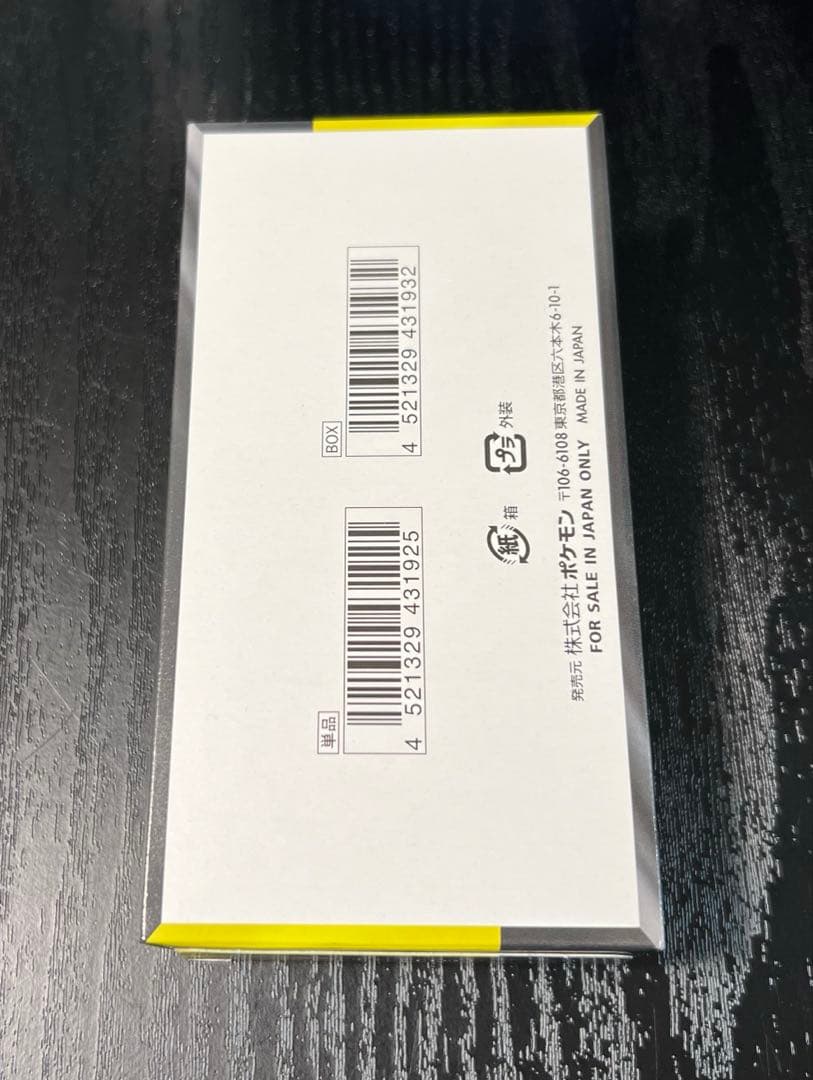 単品
4 521329 431925
BOX
4 521329 431932
紙 箱
プラ 外装
発売元 株式会社ポケモン 〒106-6108 東京都港区六本木6-10-1
FOR SALE IN JAPAN ONLY MADE IN JAPAN